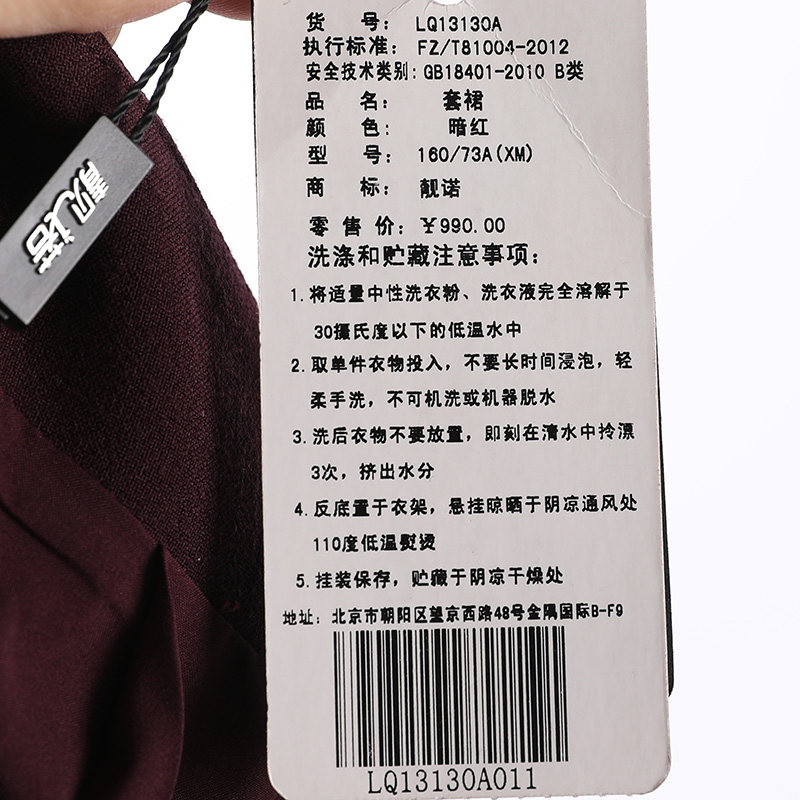 靓诺
货 号: LQ13130A
执行标准: FZ/T81004-2012
安全技术类别: GB18401-2010 B类
品 名: 套裙
颜 色: 暗红
型 号: 160/73A(XM)
商 标: 靓诺
零 售 价: ¥990.00
洗涤和贮藏注意事项:
1. 将适量中性洗衣粉、洗衣液完全溶解于
30摄氏度以下的低温水中
2. 取单件衣物投入，不要长时间浸泡，轻
柔手洗，不可机洗或机器脱水
3. 洗后衣物不要放置，即刻在清水中拎漂
3次，挤出水分
4. 反底置于衣架，悬挂晾晒于阴凉通风处
110度低温熨烫
5. 挂装保存，贮藏于阴凉干燥处
地址: 北京市朝阳区望京西路48号金隅国际B-F9
LQ13130A011